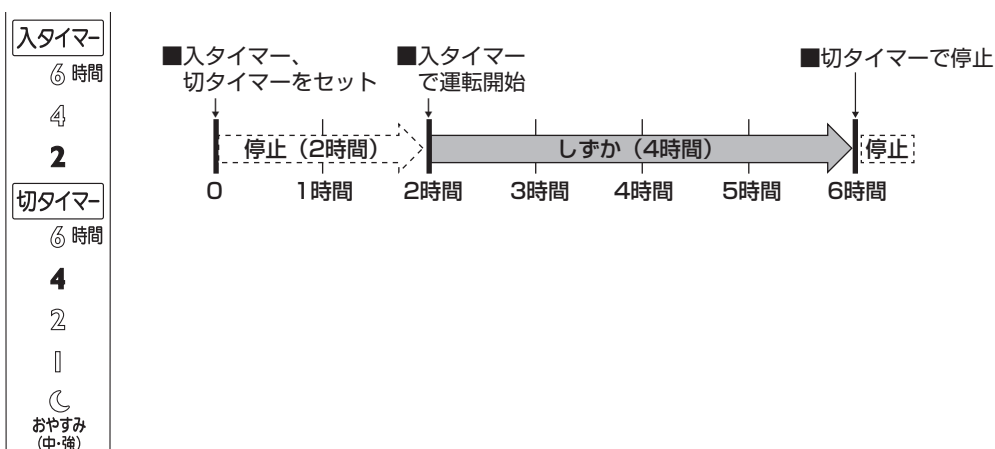 入タイマー
6 時間
4
2
切タイマー
6 時間
4
2
1
おやすみ
(中・強)
■入タイマー、
切タイマーをセット
■入タイマー
で運転開始
■切タイマーで停止
停止（2時間）
しずか（4時間）
停止
0 1時間 2時間 3時間 4時間 5時間 6時間